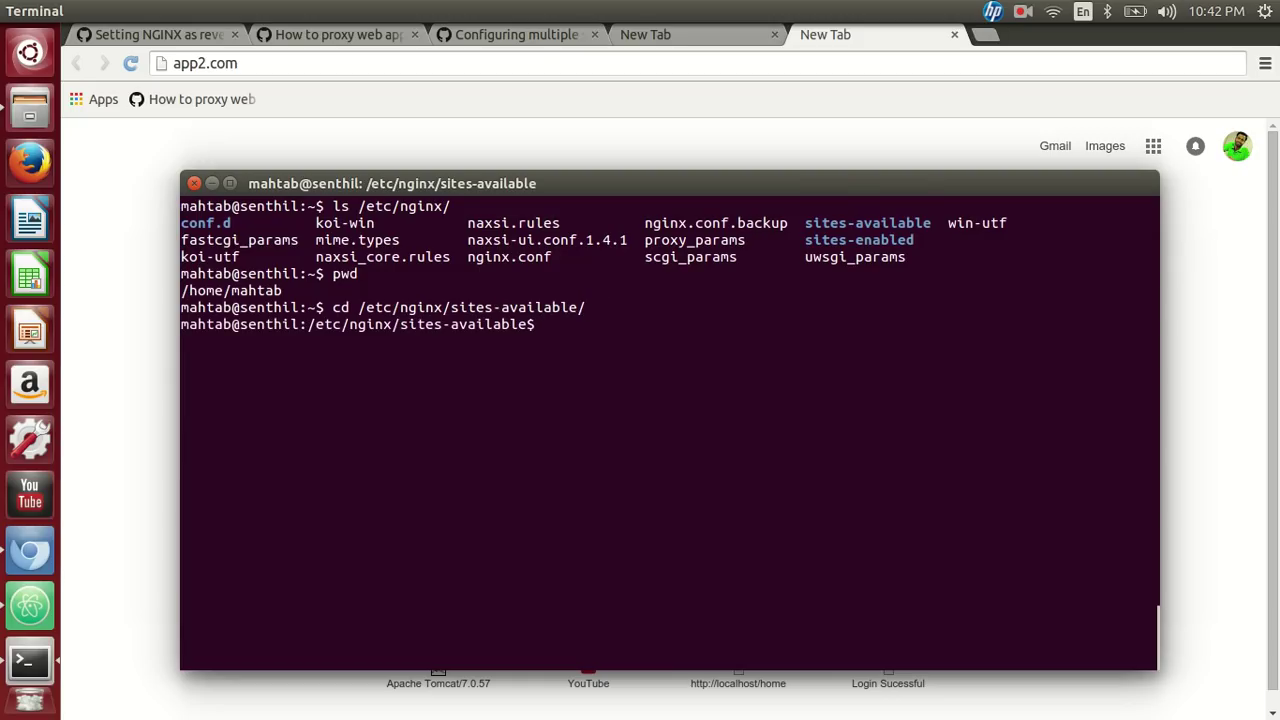 Terminal
En
10:42 PM
Setting NGINX as reve
How to proxy web app
Configuring multiple
New Tab
New Tab
app2.com
Apps
How to proxy web
Gmail
Images
mahtab@senthil: /etc/nginx/sites-available
mahtab@senthil:~$ ls /etc/nginx/
conf.d koi-win naxsi.rules nginx.conf.backup sites-available win-utf
fastcgi_params mime.types naxsi-ui.conf.1.4.1 proxy_params sites-enabled
koi-utf naxsi_core.rules nginx.conf scgi_params uwsgi_params
mahtab@senthil:~$ pwd
/home/mahtab
mahtab@senthil:~$ cd /etc/nginx/sites-available/
mahtab@senthil:/etc/nginx/sites-available$
You
Tube
Apache Tomcat/7.0.57
YouTube
http://localhost/home
Login Sucessful